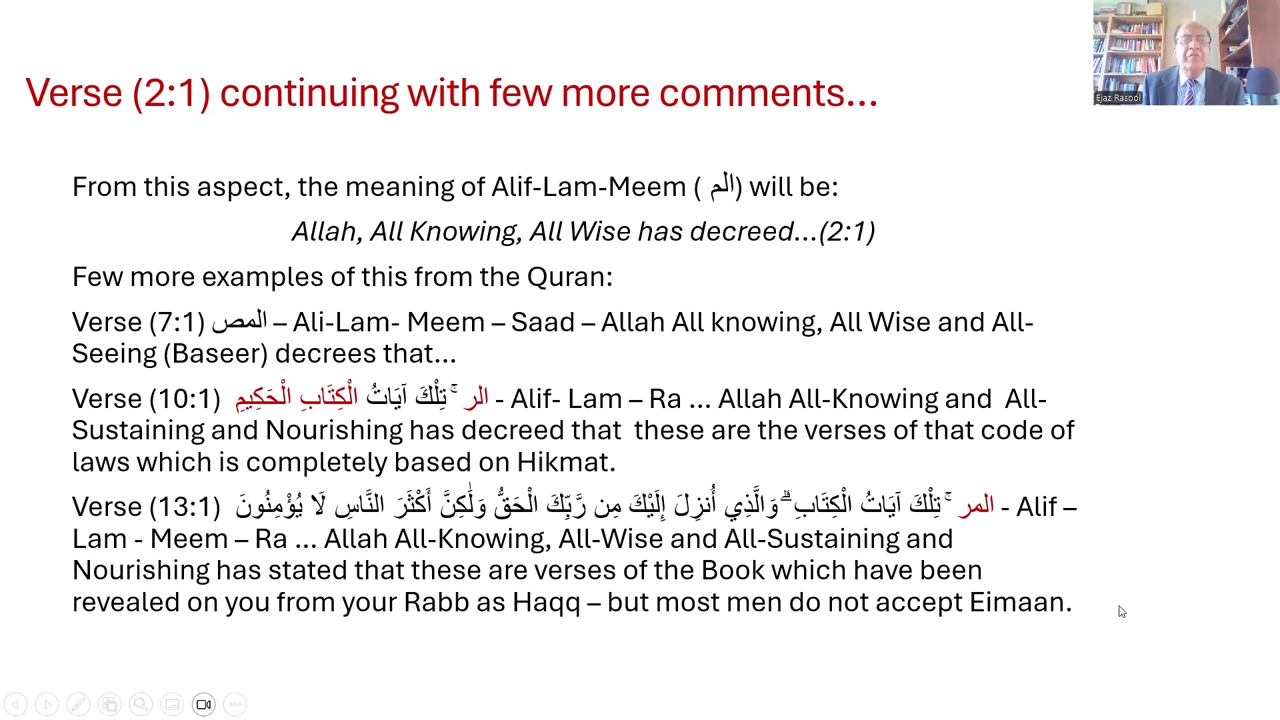 Verse (2:1) continuing with few more comments...
Ejaz Rasool
From this aspect, the meaning of Alif-Lam-Meem ( الم) will be:
Allah, All Knowing, All Wise has decreed...(2:1)
Few more examples of this from the Quran:
Verse (7:1) المص – Ali-Lam- Meem – Saad – Allah All knowing, All Wise and All-
Seeing (Baseer) decrees that...
Verse (10:1) الر ۚ تِلْكَ آيَاتُ الْكِتَابِ الْحَكِيمِ - Alif- Lam – Ra ... Allah All-Knowing and All-
Sustaining and Nourishing has decreed that these are the verses of that code of
laws which is completely based on Hikmat.
Verse (13:1) المر ۚ تِلْكَ آيَاتُ الْكِتَابِ ۗ وَالَّذِي أُنزِلَ إِلَيْكَ مِن رَّبِّكَ الْحَقُّ وَلَٰكِنَّ أَكْثَرَ النَّاسِ لَا يُؤْمِنُونَ - Alif –
Lam - Meem – Ra ... Allah All-Knowing, All-Wise and All-Sustaining and
Nourishing has stated that these are verses of the Book which have been
revealed on you from your Rabb as Haqq – but most men do not accept Eimaan.